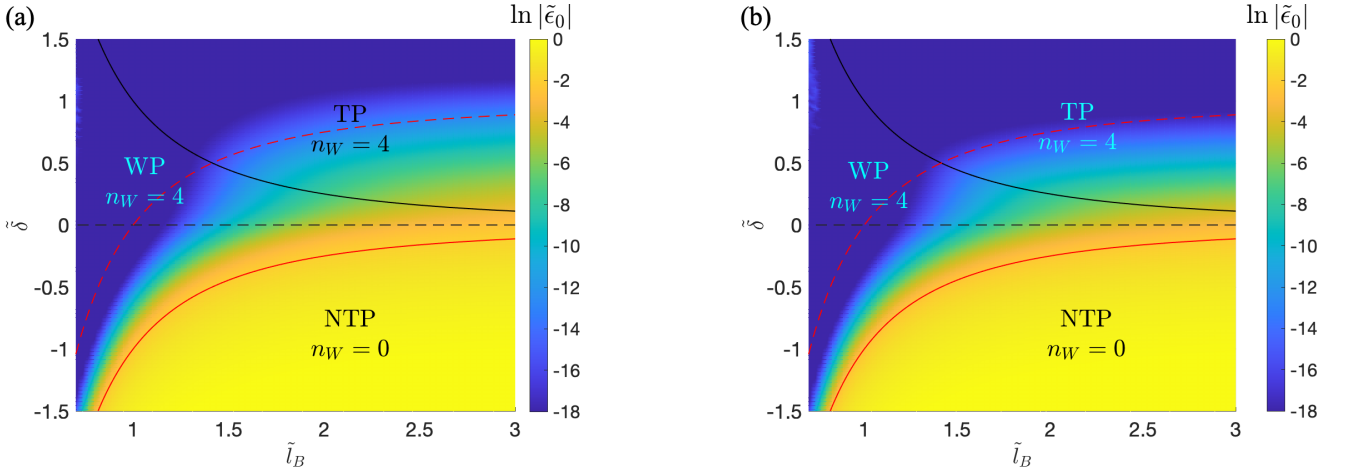 (a)
ln |ϵ̃₀|
1.5
1
0.5
0
-0.5
-1
-1.5
δ̃
1
1.5
2
2.5
3
l̃_B
WP
n_W = 4
TP
n_W = 4
NTP
n_W = 0
0
-2
-4
-6
-8
-10
-12
-14
-16
-18
(b)
ln |ϵ̃₀|
1.5
1
0.5
0
-0.5
-1
-1.5
δ̃
1
1.5
2
2.5
3
l̃_B
WP
n_W = 4
TP
n_W = 4
NTP
n_W = 0
0
-2
-4
-6
-8
-10
-12
-14
-16
-18